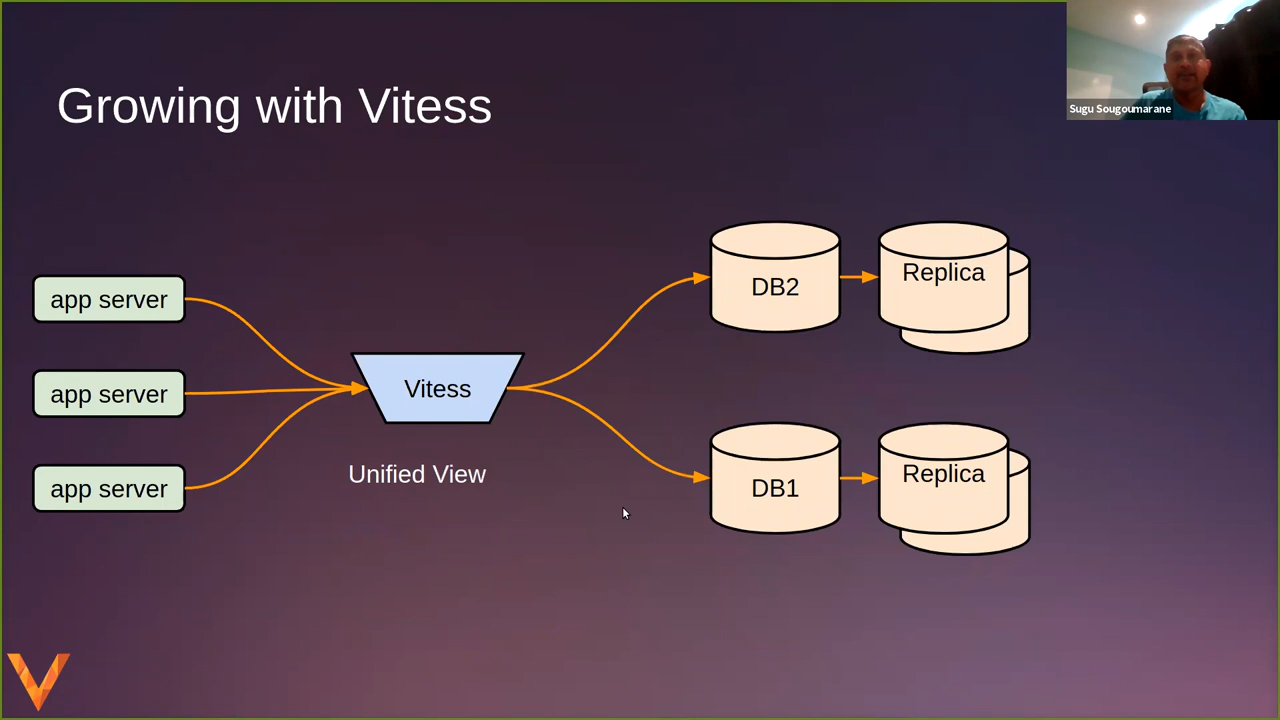 Growing with Vitess
Sugu Sougoumarane
app server
app server
app server
Vitess
Unified View
DB2
Replica
DB1
Replica